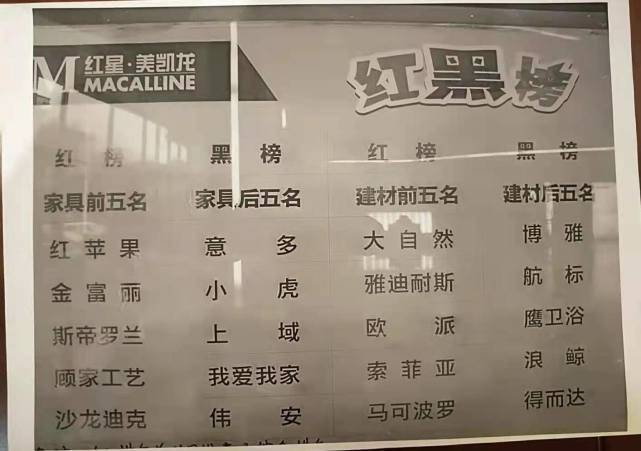 M 红星·美凯龙
MACALLINE
红黑榜
红榜 黑榜 红榜 黑榜
家具前五名 家具后五名 建材前五名 建材后五名
红苹果 意多 大自然 博雅
金富丽 小虎 雅迪耐斯 航标
斯帝罗兰 上域 欧派 鹰卫浴
顾家工艺 我爱我家 索菲亚 浪鲸
沙龙迪克 伟安 马可波罗 得而达